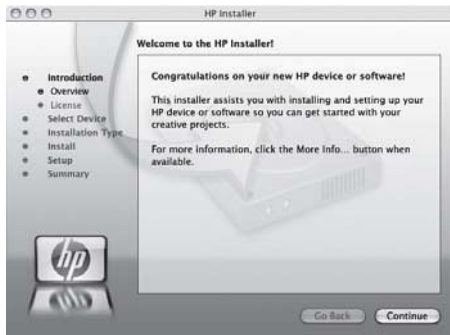 HP Installer
Welcome to the HP Installer!
Introduction
Overview
License
Select Device
Installation Type
Install
Setup
Summary
Congratulations on your new HP device or software!
This installer assists you with installing and setting up your
HP device or software so you can get started with your
creative projects.
For more information, click the More Info... button when
available.
hp
Go Back
Continue